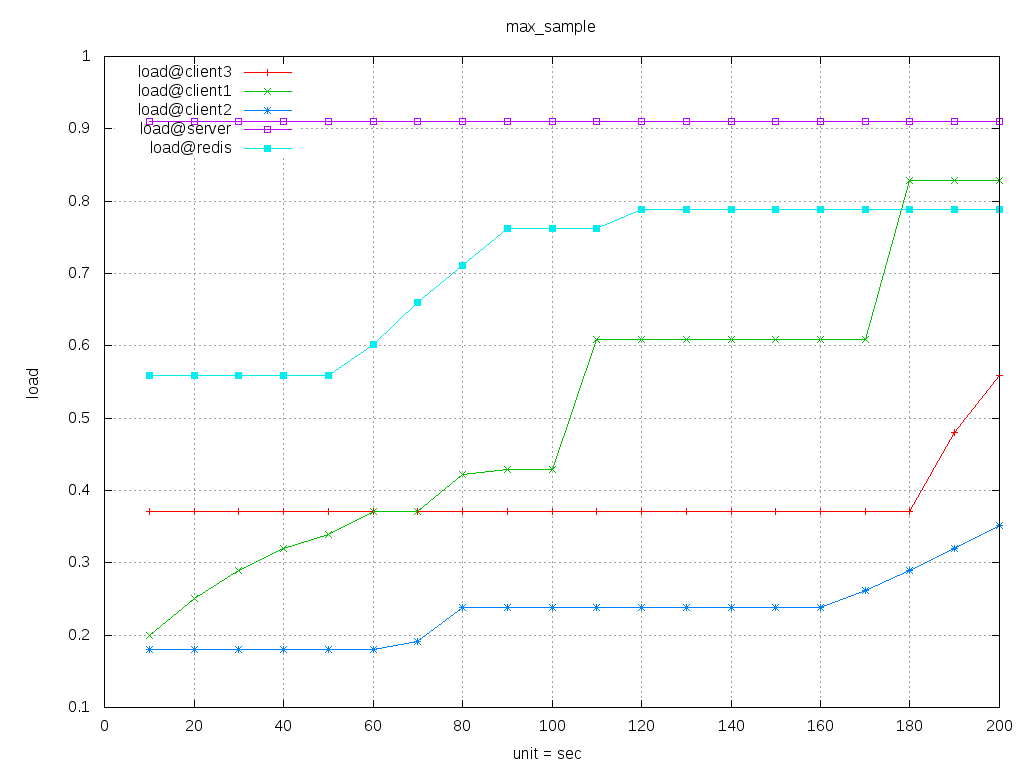 max_sample
1
load@client3
load@client1
load@client2
0.9
load@server
load@redis
0.8
0.7
0.6
load
0.5
0.4
0.3
0.2
0.1
0 20 40 60 80 100 120 140 160 180 200
unit = sec